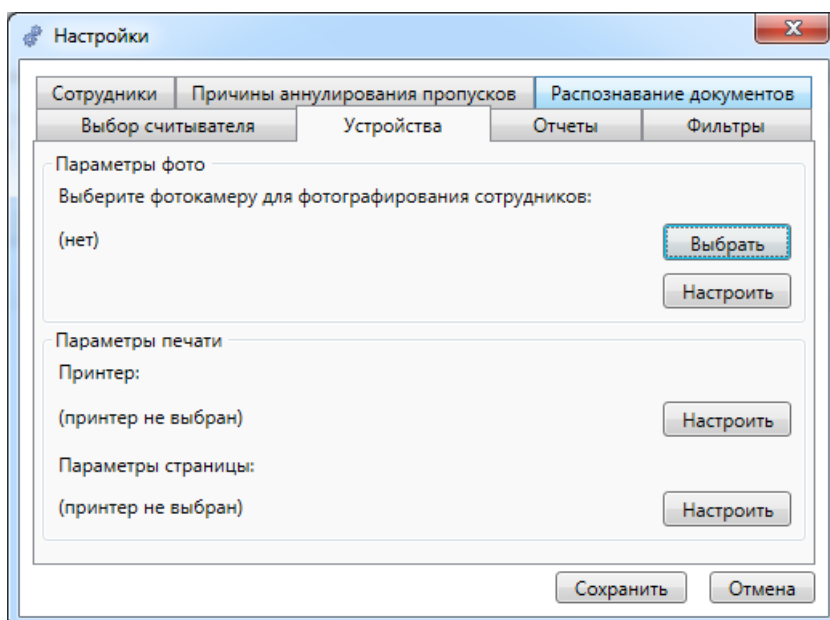 Настройки
Сотрудники Причины аннулирования пропусков Распознавание документов
Выбор считывателя Устройства Отчеты Фильтры
Параметры фото
Выберите фотокамеру для фотографирования сотрудников:
(нет) Выбрать
Настроить
Параметры печати
Принтер:
(принтер не выбран) Настроить
Параметры страницы:
(принтер не выбран) Настроить
Сохранить Отмена